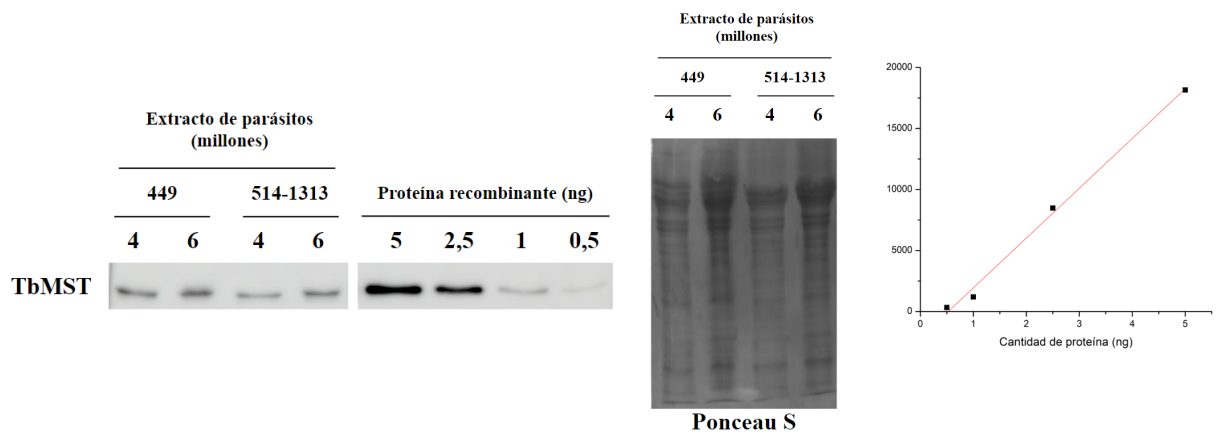 Extracto de parásitos
(millones)
449 514-1313
4 6 4 6
Proteína recombinante (ng)
5 2,5 1 0,5
TbMST
Extracto de parásitos
(millones)
449 514-1313
4 6 4 6
Ponceau S
20000
15000
10000
5000
0
0 1 2 3 4 5
Cantidad de proteína (ng)